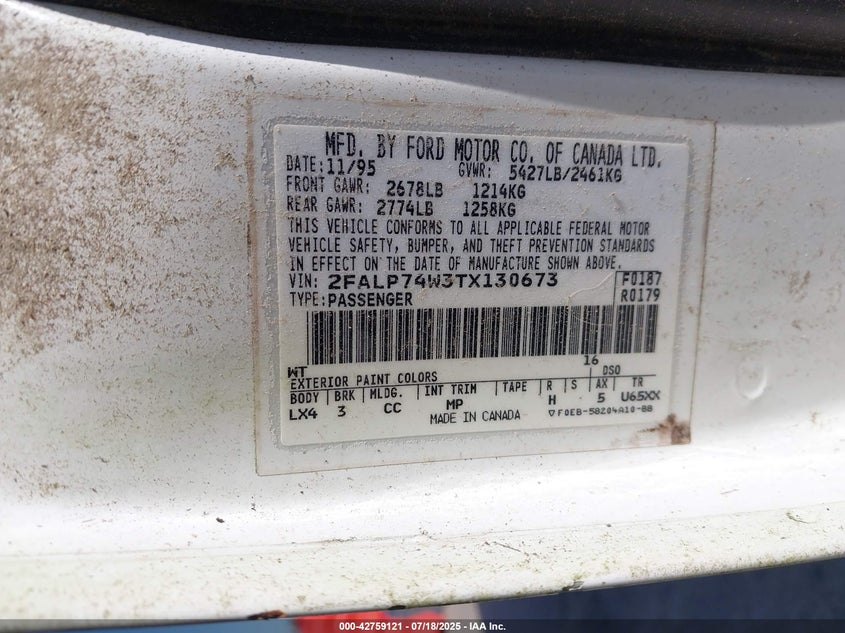 MFD. BY FORD MOTOR CO. OF CANADA LTD.
DATE: 11/95 GVWR: 5427LB/2461KG
FRONT GAWR: 2678LB 1214KG
REAR GAWR: 2774LB 1258KG
THIS VEHICLE CONFORMS TO ALL APPLICABLE FEDERAL MOTOR
VEHICLE SAFETY, BUMPER, AND THEFT PREVENTION STANDARDS
IN EFFECT ON THE DATE OF MANUFACTURE SHOWN ABOVE.
VIN: 2FALP74W3TX130673 F0187
TYPE: PASSENGER R0179
WT 16
EXTERIOR PAINT COLORS DSO
BODY BRK MLDG. INT TRIM TAPE R S AX TR
LX4 3 CC MP H 5 U65XX
MADE IN CANADA ▽F0EB-58204A10-BB
000-42759121 - 07/18/2025 - IAA Inc.